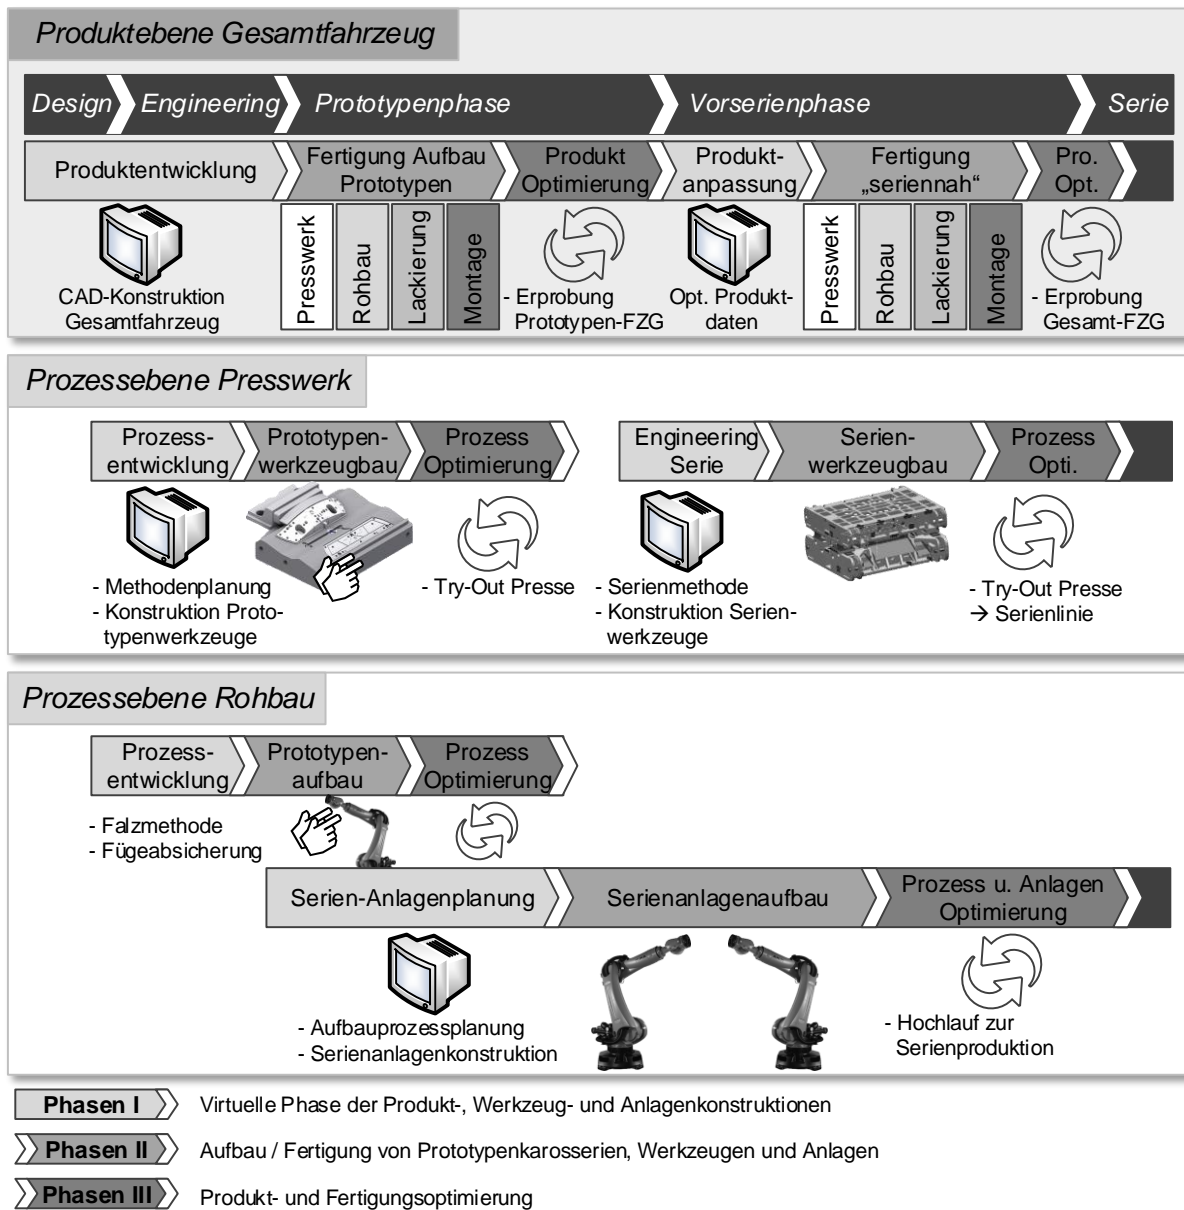 Produktebene Gesamtfahrzeug
Design
Engineering
Prototypenphase
Vorserienphase
Serie
Produktentwicklung
Fertigung Aufbau
Prototypen
Produkt
Optimierung
Produkt-
anpassung
Fertigung
„seriennah“
Pro.
Opt.
CAD-Konstruktion
Gesamtfahrzeug
Presswerk
Rohbau
Lackierung
Montage
- Erprobung
Prototypen-FZG
Opt. Produkt-
daten
Presswerk
Rohbau
Lackierung
Montage
- Erprobung
Gesamt-FZG
Prozessebene Presswerk
Prozess-
entwicklung
Prototypen-
werkzeugbau
Prozess
Optimierung
Engineering
Serie
Serien-
werkzeugbau
Prozess
Opti.
- Methodenplanung
- Konstruktion Proto-
typenwerkzeuge
- Try-Out Presse
- Serienmethode
- Konstruktion Serien-
werkzeuge
- Try-Out Presse
→ Serienlinie
Prozessebene Rohbau
Prozess-
entwicklung
Prototypen-
aufbau
Prozess
Optimierung
- Falzmethode
- Fügeabsicherung
Serien-Anlagenplanung
Serienanlagenaufbau
Prozess u. Anlagen
Optimierung
- Aufbauprozessplanung
- Serienanlagenkonstruktion
- Hochlauf zur
Serienproduktion
Phasen I
Virtuelle Phase der Produkt-, Werkzeug- und Anlagenkonstruktionen
Phasen II
Aufbau / Fertigung von Prototypenkarosserien, Werkzeugen und Anlagen
Phasen III
Produkt- und Fertigungsoptimierung